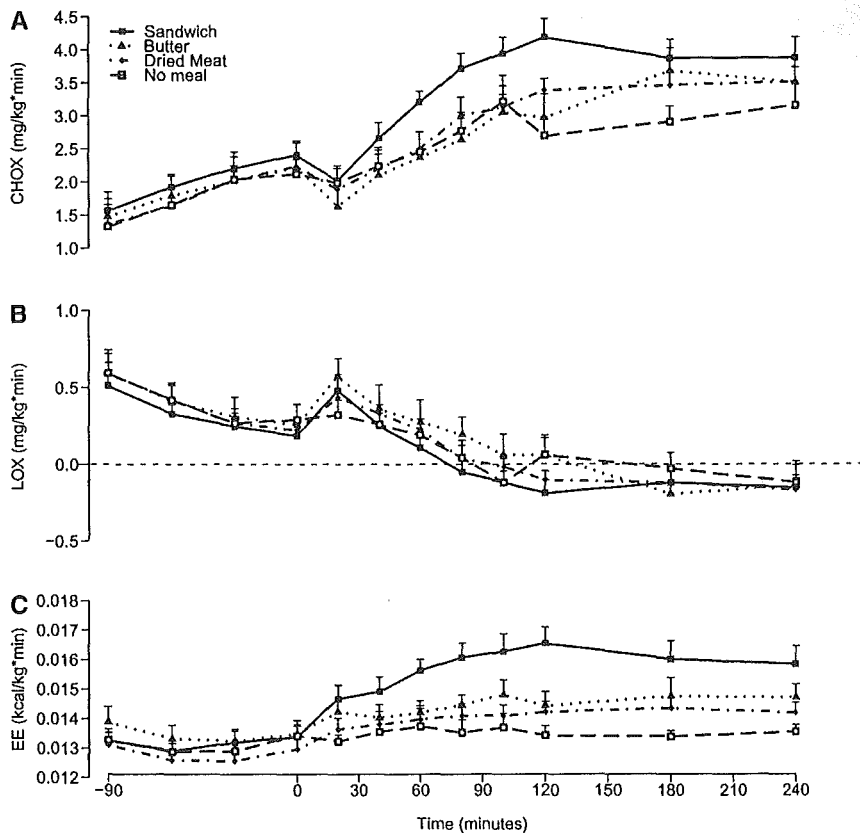 A
CHOX (mg/kg*min)
4.5
4.0
3.5
3.0
2.5
2.0
1.5
1.0
Sandwich
Butter
Dried Meat
No meal
B
LOX (mg/kg*min)
1.0
0.5
0.0
−0.5
C
EE (kcal/kg*min)
0.018
0.017
0.016
0.015
0.014
0.013
0.012
−90 0 30 60 90 120 150 180 210 240
Time (minutes)